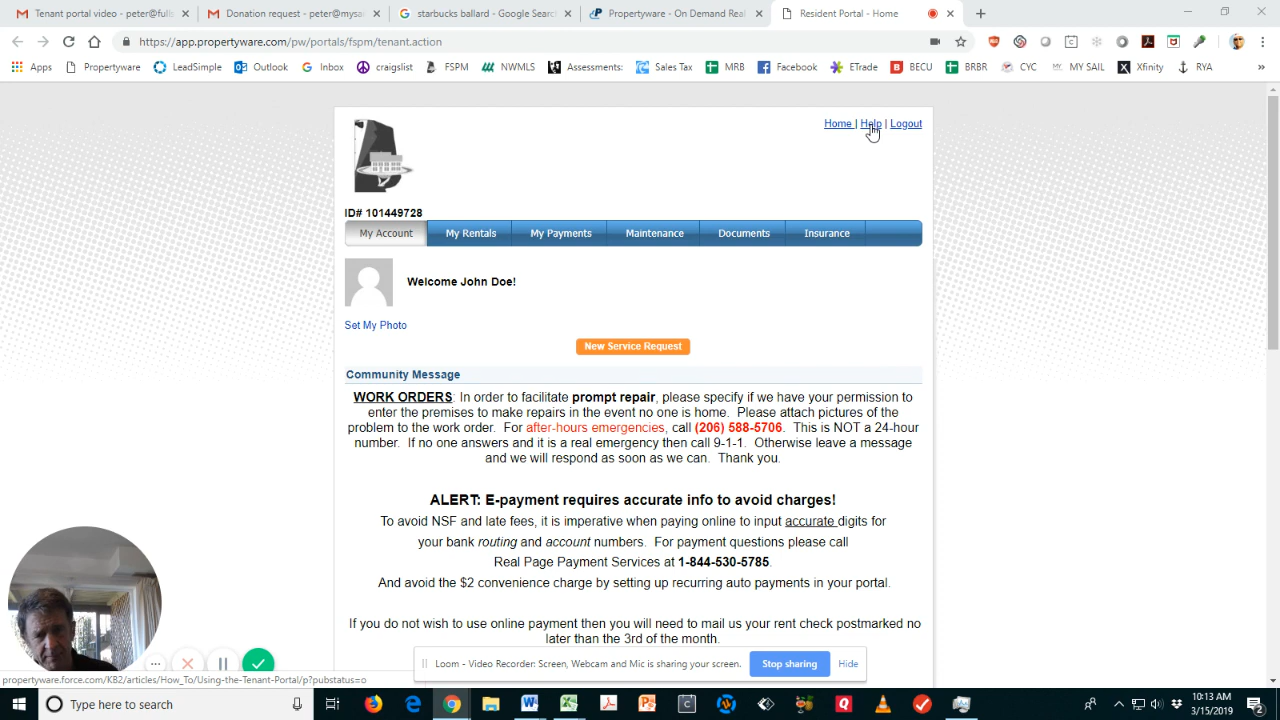 Tenant portal video - peter@fulls
Donation request - peter@mysai
starbucks ballard - Google Searc
Propertyware - On Demand Real
Resident Portal - Home
https://app.propertyware.com/pw/portals/fspm/tenant.action
Apps
Propertyware
LeadSimple
Outlook
Inbox
craigslist
FSPM
NWMLS
Assessments:
Sales Tax
MRB
Facebook
ETrade
BECU
BRBR
CYC
MY SAIL
Xfinity
RYA
»
Home | Help | Logout
ID# 101449728
My Account
My Rentals
My Payments
Maintenance
Documents
Insurance
Welcome John Doe!
Set My Photo
New Service Request
Community Message
WORK ORDERS: In order to facilitate prompt repair, please specify if we have your permission to
enter the premises to make repairs in the event no one is home. Please attach pictures of the
problem to the work order. For after-hours emergencies, call (206) 588-5706. This is NOT a 24-hour
number. If no one answers and it is a real emergency then call 9-1-1. Otherwise leave a message
and we will respond as soon as we can. Thank you.
ALERT: E-payment requires accurate info to avoid charges!
To avoid NSF and late fees, it is imperative when paying online to input accurate digits for
your bank routing and account numbers. For payment questions please call
Real Page Payment Services at 1-844-530-5785.
And avoid the $2 convenience charge by setting up recurring auto payments in your portal.
If you do not wish to use online payment then you will need to mail us your rent check postmarked no
later than the 3rd of the month.
Loom - Video Recorder: Screen, Webcam and Mic is sharing your screen.
Stop sharing
Hide
propertyware.force.com/KB2/articles/How_To/Using-the-Tenant-Portal/p?pubstatus=o
Type here to search
10:13 AM
3/15/2019
2